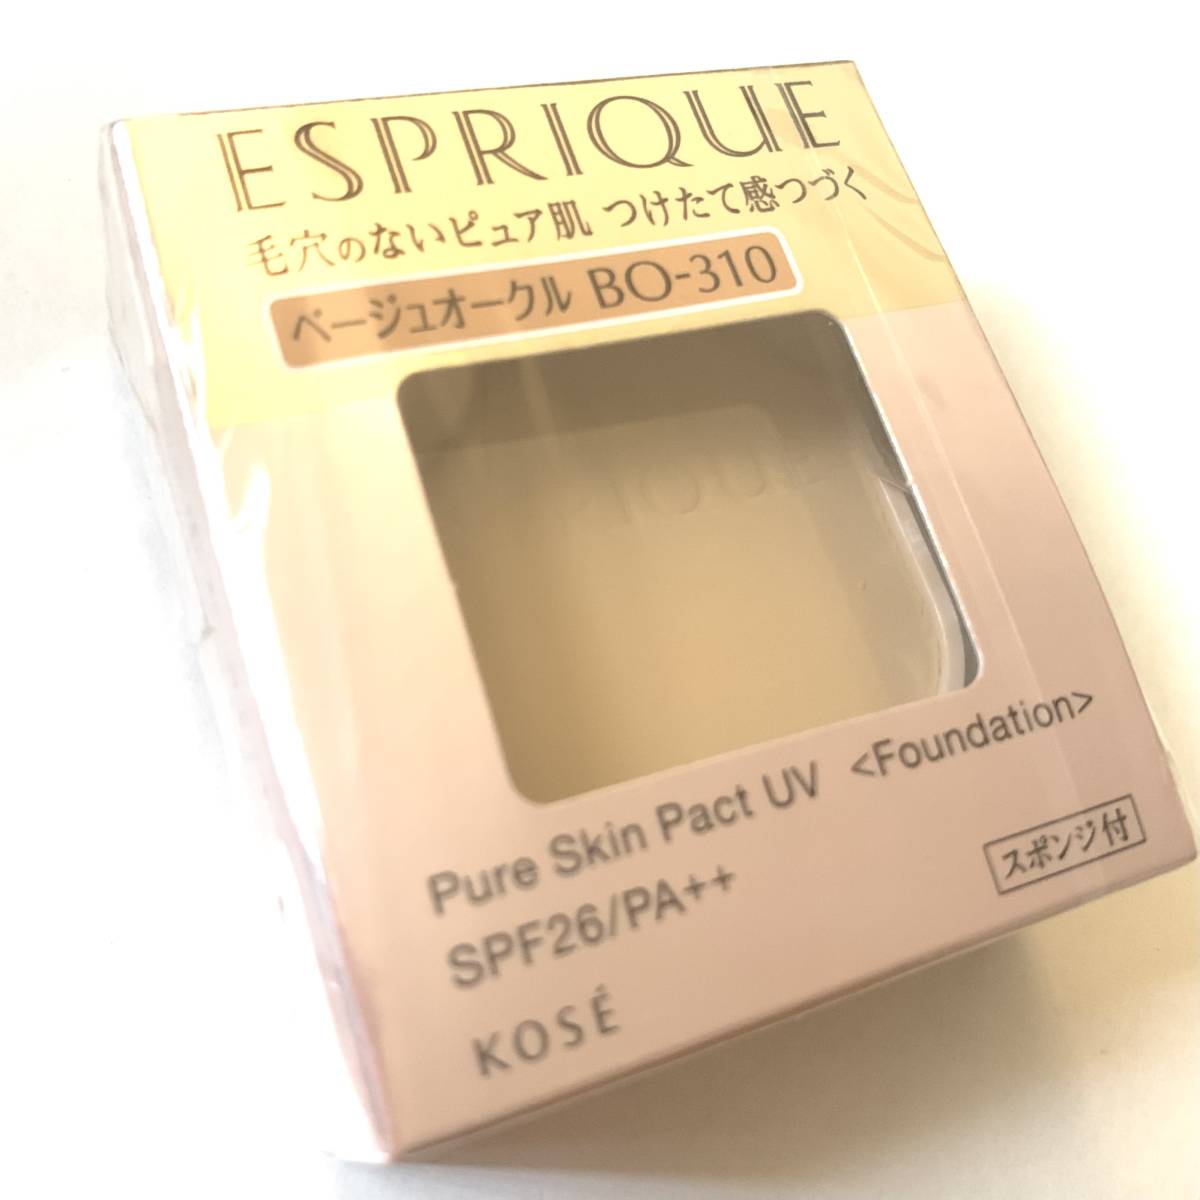 ESPRIQUE
毛穴のないピュア肌 つけたて感つづく
ベージュオークル BO-310
IQUE
Pure Skin Pact UV <Foundation>
スポンジ付
SPF26/PA++
KOSÉ